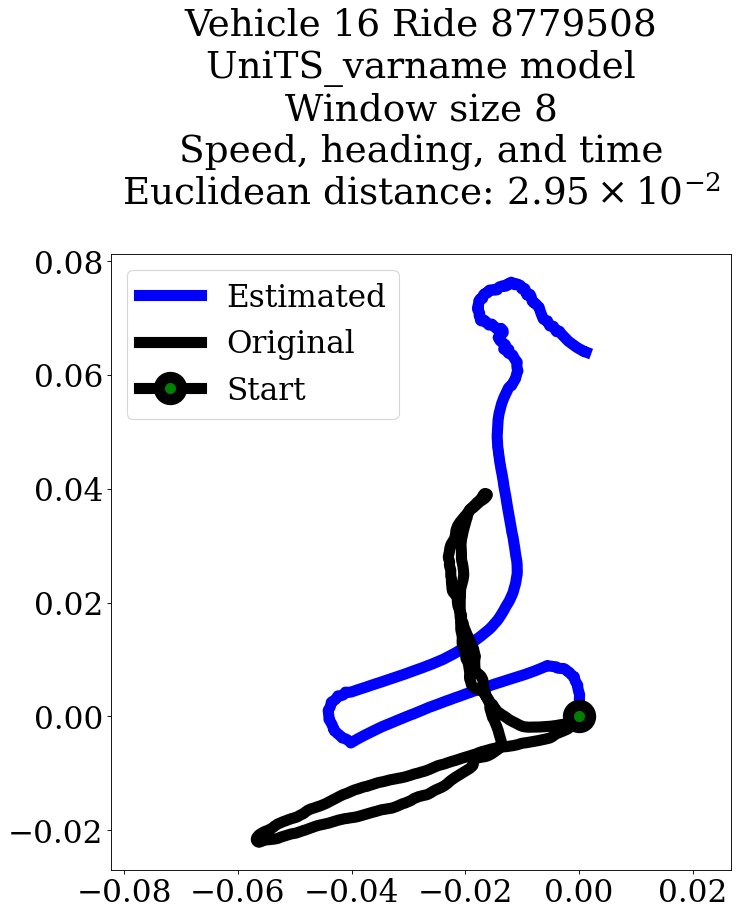 Vehicle 16 Ride 8779508
UniTS_varname model
Window size 8
Speed, heading, and time
Euclidean distance: 2.95 × 10⁻²
0.08
0.06
0.04
0.02
0.00
−0.02
Estimated
Original
Start
−0.08 −0.06 −0.04 −0.02 0.00 0.02